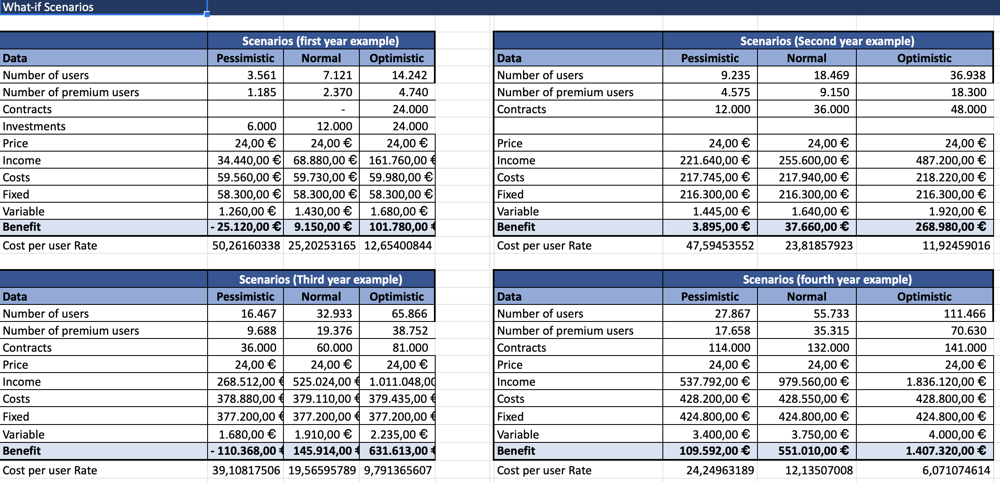 What-if Scenarios
Scenarios (first year example)
Data Pessimistic Normal Optimistic
Number of users 3.561 7.121 14.242
Number of premium users 1.185 2.370 4.740
Contracts - 24.000
Investments 6.000 12.000 24.000
Price 24,00 € 24,00 € 24,00 €
Income 34.440,00 € 68.880,00 € 161.760,00 €
Costs 59.560,00 € 59.730,00 € 59.980,00 €
Fixed 58.300,00 € 58.300,00 € 58.300,00 €
Variable 1.260,00 € 1.430,00 € 1.680,00 €
Benefit - 25.120,00 € 9.150,00 € 101.780,00 €
Cost per user Rate 50,26160338 25,20253165 12,65400844
Scenarios (Second year example)
Data Pessimistic Normal Optimistic
Number of users 9.235 18.469 36.938
Number of premium users 4.575 9.150 18.300
Contracts 12.000 36.000 48.000
Price 24,00 € 24,00 € 24,00 €
Income 221.640,00 € 255.600,00 € 487.200,00 €
Costs 217.745,00 € 217.940,00 € 218.220,00 €
Fixed 216.300,00 € 216.300,00 € 216.300,00 €
Variable 1.445,00 € 1.640,00 € 1.920,00 €
Benefit 3.895,00 € 37.660,00 € 268.980,00 €
Cost per user Rate 47,59453552 23,81857923 11,92459016
Scenarios (Third year example)
Data Pessimistic Normal Optimistic
Number of users 16.467 32.933 65.866
Number of premium users 9.688 19.376 38.752
Contracts 36.000 60.000 81.000
Price 24,00 € 24,00 € 24,00 €
Income 268.512,00 € 525.024,00 € 1.011.048,00
Costs 378.880,00 € 379.110,00 € 379.435,00 €
Fixed 377.200,00 € 377.200,00 € 377.200,00 €
Variable 1.680,00 € 1.910,00 € 2.235,00 €
Benefit - 110.368,00 € 145.914,00 € 631.613,00 €
Cost per user Rate 39,10817506 19,56595789 9,791365607
Scenarios (fourth year example)
Data Pessimistic Normal Optimistic
Number of users 27.867 55.733 111.466
Number of premium users 17.658 35.315 70.630
Contracts 114.000 132.000 141.000
Price 24,00 € 24,00 € 24,00 €
Income 537.792,00 € 979.560,00 € 1.836.120,00 €
Costs 428.200,00 € 428.550,00 € 428.800,00 €
Fixed 424.800,00 € 424.800,00 € 424.800,00 €
Variable 3.400,00 € 3.750,00 € 4.000,00 €
Benefit 109.592,00 € 551.010,00 € 1.407.320,00 €
Cost per user Rate 24,24963189 12,13507008 6,071074614